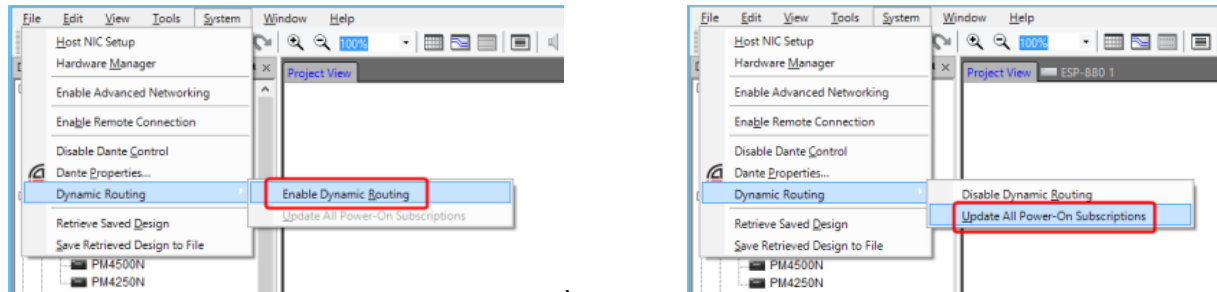 File Edit View Tools System Window Help
Host NIC Setup
100%
Hardware Manager
Project View
Enable Advanced Networking
Enable Remote Connection
Disable Dante Control
Dante Properties...
Dynamic Routing
Enable Dynamic Routing
Update All Power-On Subscriptions
Retrieve Saved Design
Save Retrieved Design to File
PM4500N
PM4250N
File Edit View Tools System Window Help
Host NIC Setup
100%
Hardware Manager
Project View ESP-880 1
Enable Advanced Networking
Enable Remote Connection
Disable Dante Control
Dante Properties...
Dynamic Routing
Disable Dynamic Routing
Update All Power-On Subscriptions
Retrieve Saved Design
Save Retrieved Design to File
PM4500N
PM4250N